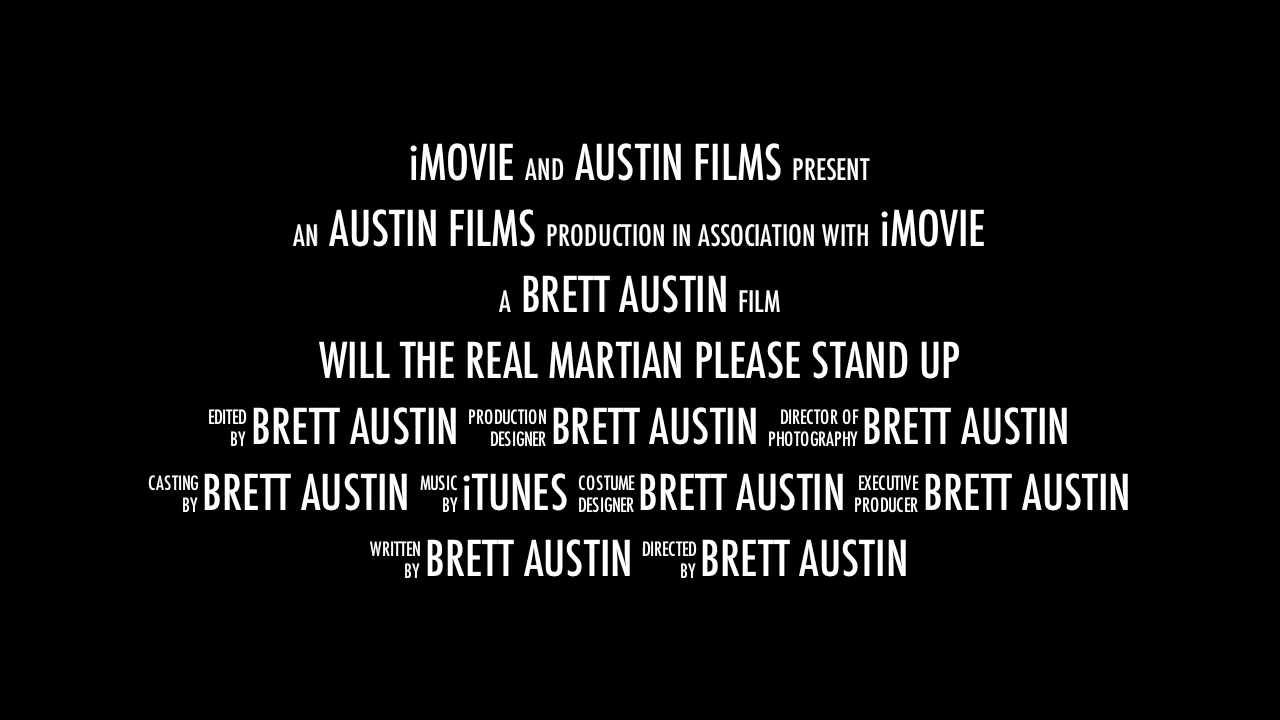 iMOVIE AND AUSTIN FILMS PRESENT
AN AUSTIN FILMS PRODUCTION IN ASSOCIATION WITH iMOVIE
A BRETT AUSTIN FILM
WILL THE REAL MARTIAN PLEASE STAND UP
EDITED BY BRETT AUSTIN PRODUCTION DESIGNER BRETT AUSTIN DIRECTOR OF PHOTOGRAPHY BRETT AUSTIN
CASTING BY BRETT AUSTIN MUSIC BY iTUNES COSTUME DESIGNER BRETT AUSTIN EXECUTIVE PRODUCER BRETT AUSTIN
WRITTEN BY BRETT AUSTIN DIRECTED BY BRETT AUSTIN